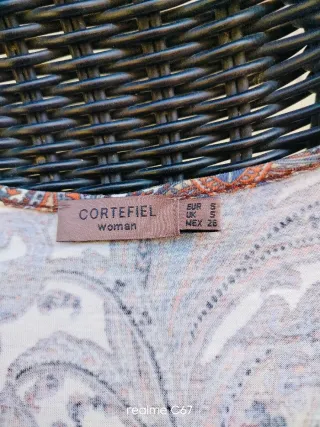 CORTEFIEL
woman
EUR S
UK S
MEX 28
realme C67